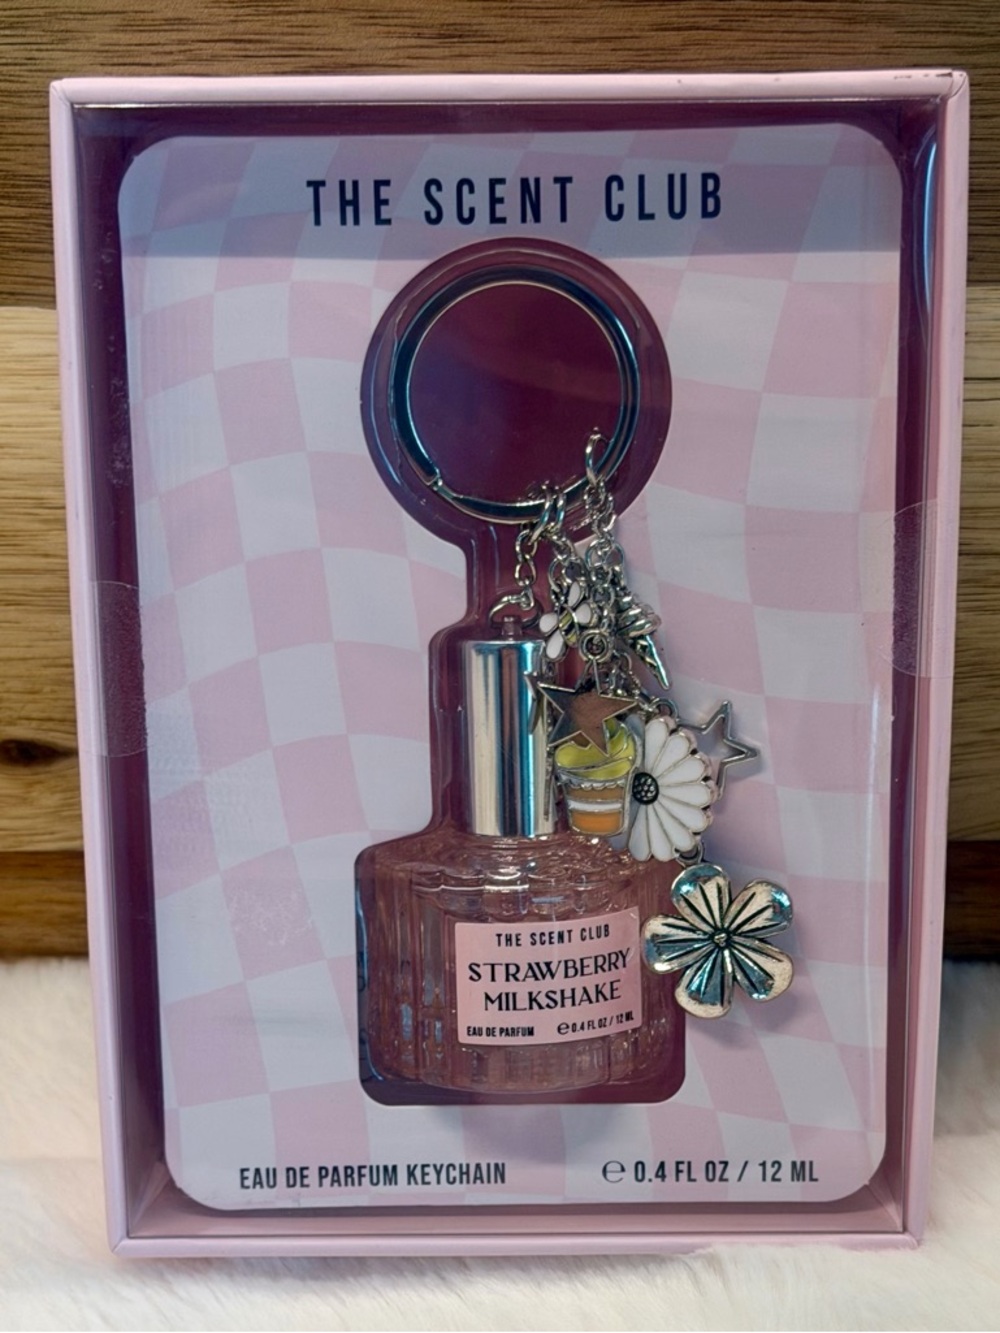 THE SCENT CLUB
THE SCENT CLUB
STRAWBERRY
MILKSHAKE
EAU DE PARFUM ℮0.4 FL OZ / 12 ML
EAU DE PARFUM KEYCHAIN ℮ 0.4 FL OZ / 12 ML